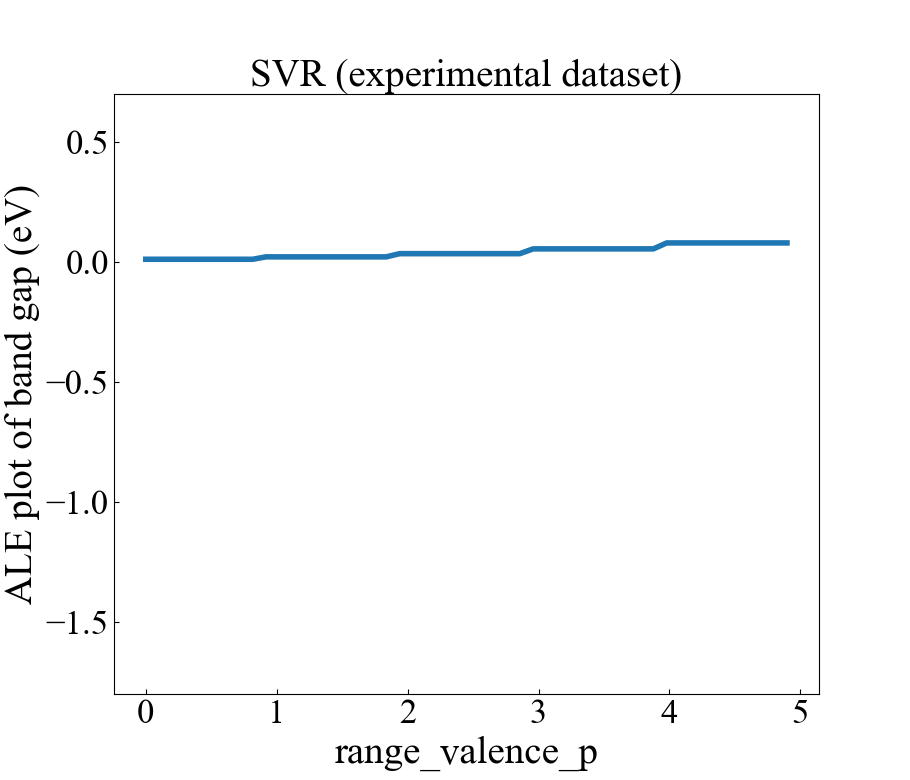 SVR (experimental dataset)
ALE plot of band gap (eV)
0.5
0.0
−0.5
−1.0
−1.5
0 1 2 3 4 5
range_valence_p